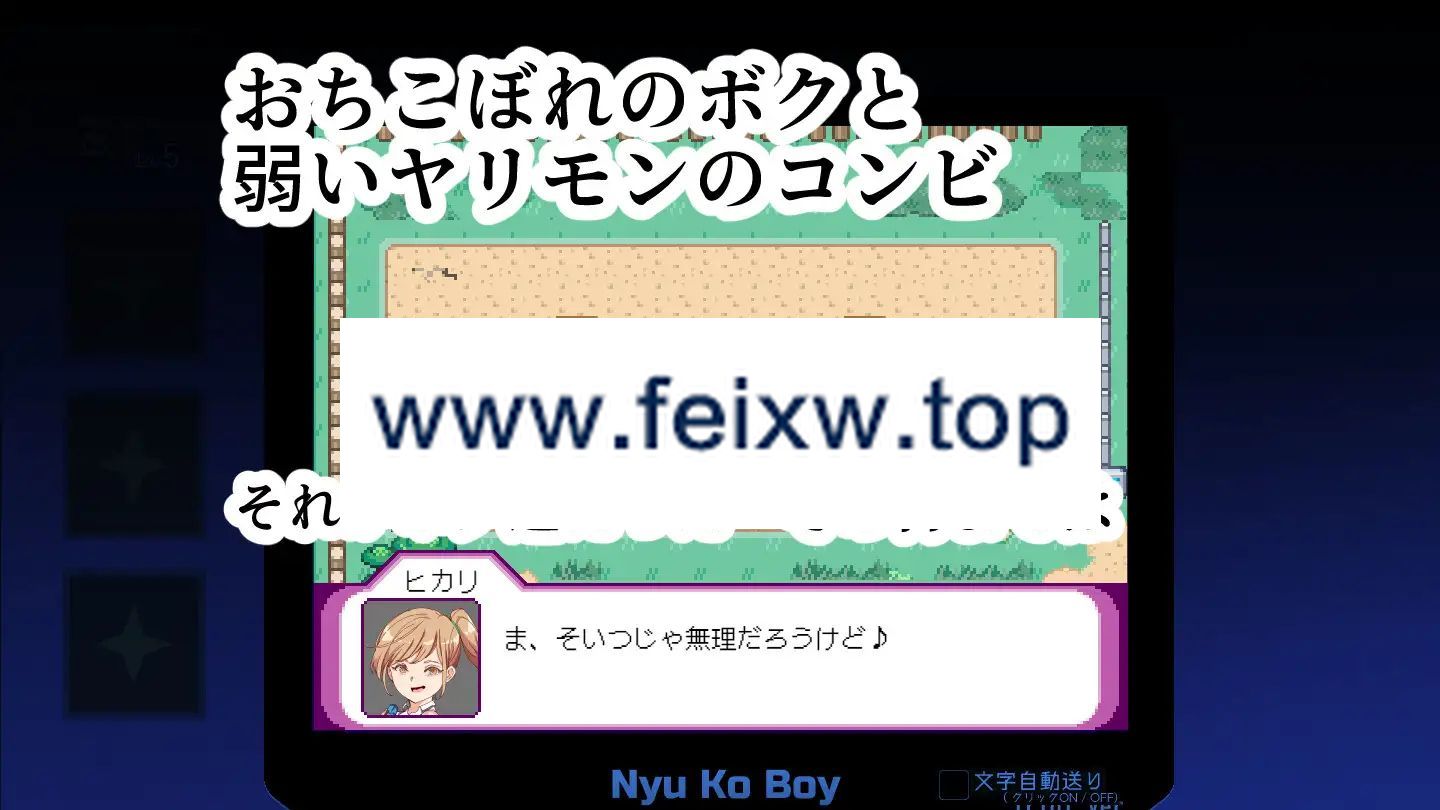 おちこぼれのボクと
弱いヤリモンのコンビ
www.feixw.top
それ
ヒカリ
ま、そいつじゃ無理だろうけど♪
Nyu Ko Boy
文字自動送り
(クリックON/OFF)